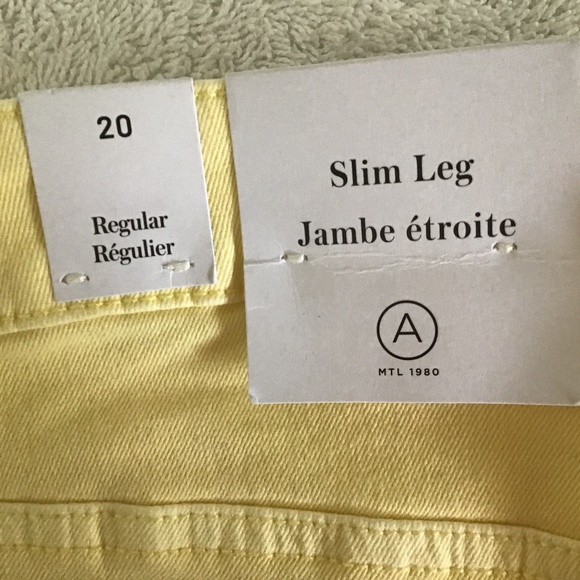 20
Regular
Régulier
Slim Leg
Jambe étroite
A
MTL 1980